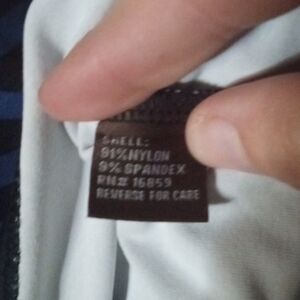 SHELL:
91% NYLON
9% SPANDEX
RN# 16859
REVERSE FOR CARE